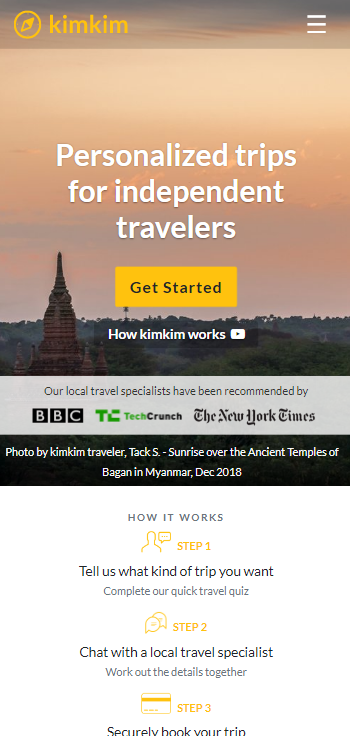 kimkim
Personalized trips
for independent
travelers
Get Started
How kimkim works
Our local travel specialists have been recommended by
BBC TechCrunch The New York Times
Photo by kimkim traveler, Tack S. - Sunrise over the Ancient Temples of
Bagan in Myanmar, Dec 2018
HOW IT WORKS
STEP 1
Tell us what kind of trip you want
Complete our quick travel quiz
STEP 2
Chat with a local travel specialist
Work out the details together
STEP 3
Securely book your trip